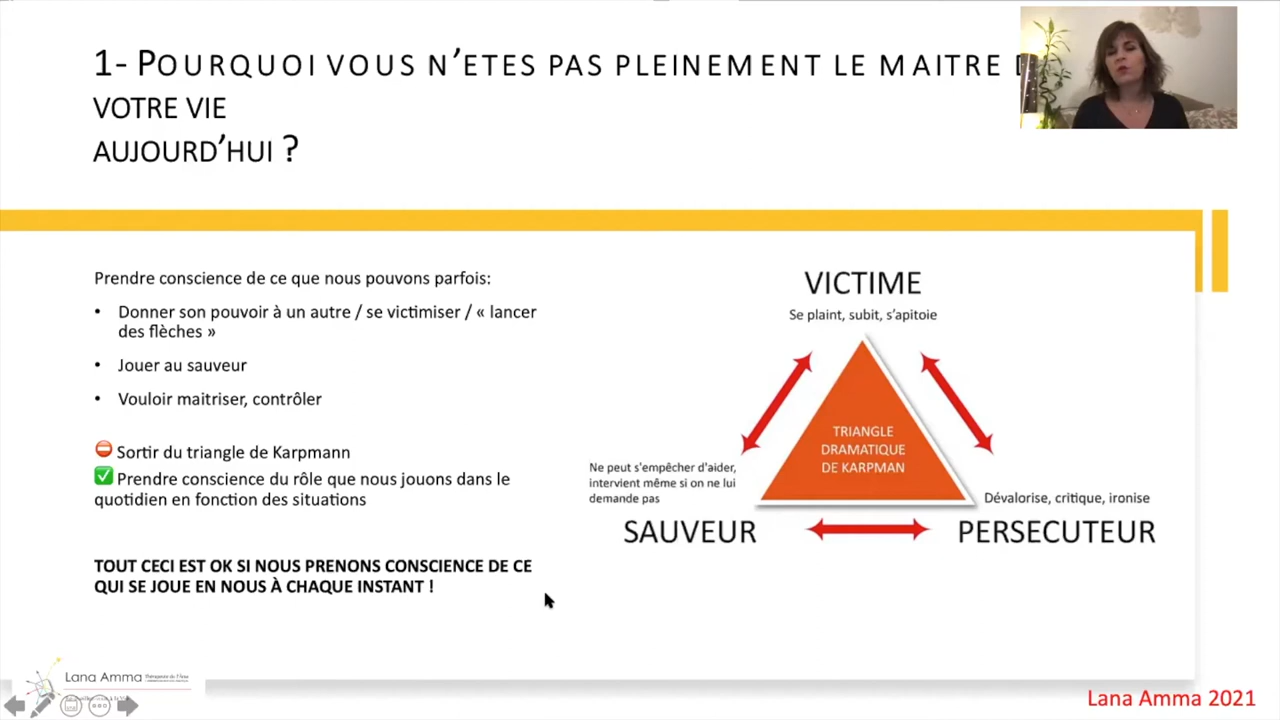 1- POURQUOI VOUS N'ETES PAS PLEINEMENT LE MAITRE
VOTRE VIE
AUJOURD'HUI ?
Prendre conscience de ce que nous pouvons parfois:
• Donner son pouvoir à un autre / se victimiser / « lancer
des flèches »
• Jouer au sauveur
• Vouloir maitriser, contrôler
Sortir du triangle de Karpmann
Prendre conscience du rôle que nous jouons dans le
quotidien en fonction des situations
TOUT CECI EST OK SI NOUS PRENONS CONSCIENCE DE CE
QUI SE JOUE EN NOUS À CHAQUE INSTANT !
VICTIME
Se plaint, subit, s'apitoie
TRIANGLE
DRAMATIQUE
DE KARPMAN
Ne peut s'empêcher d'aider,
intervient même si on ne lui
demande pas
SAUVEUR
Dévalorise, critique, ironise
PERSECUTEUR
Lana Amma
Lana Amma 2021